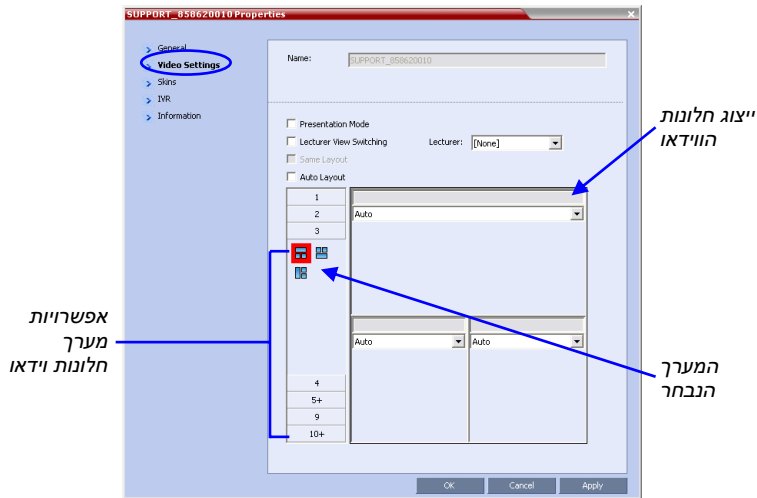 SUPPORT_858620010 Properties
General
Video Settings
Skins
IVR
Information
Name: SUPPORT_858620010
Presentation Mode
Lecturer View Switching Lecturer: [None]
Same Layout
Auto Layout
1
2
3
4
5+
9
10+
Auto
Auto Auto
OK Cancel Apply
ייצוג חלונות
הווידאו
אפשרויות
מערך
חלונות וידאו
המערך
הנבחר